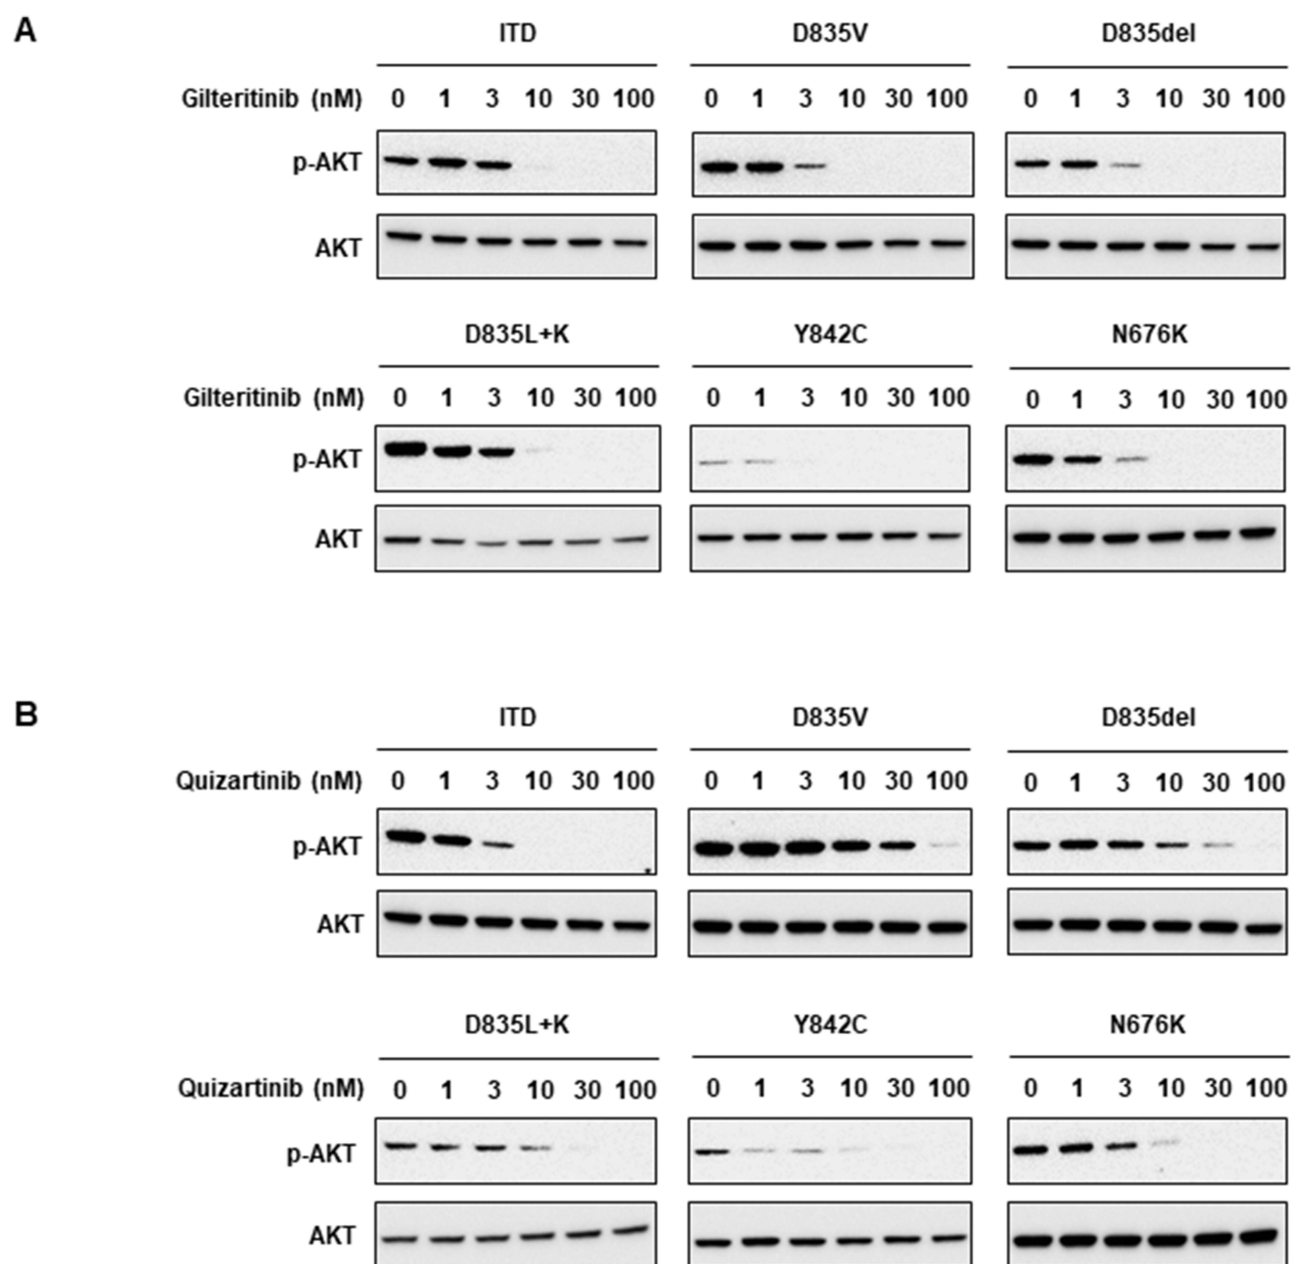 A
ITD D835V D835del
Gilteritinib (nM) 0 1 3 10 30 100 0 1 3 10 30 100 0 1 3 10 30 100
p-AKT
AKT
D835L+K Y842C N676K
Gilteritinib (nM) 0 1 3 10 30 100 0 1 3 10 30 100 0 1 3 10 30 100
p-AKT
AKT
B
ITD D835V D835del
Quizartinib (nM) 0 1 3 10 30 100 0 1 3 10 30 100 0 1 3 10 30 100
p-AKT
AKT
D835L+K Y842C N676K
Quizartinib (nM) 0 1 3 10 30 100 0 1 3 10 30 100 0 1 3 10 30 100
p-AKT
AKT